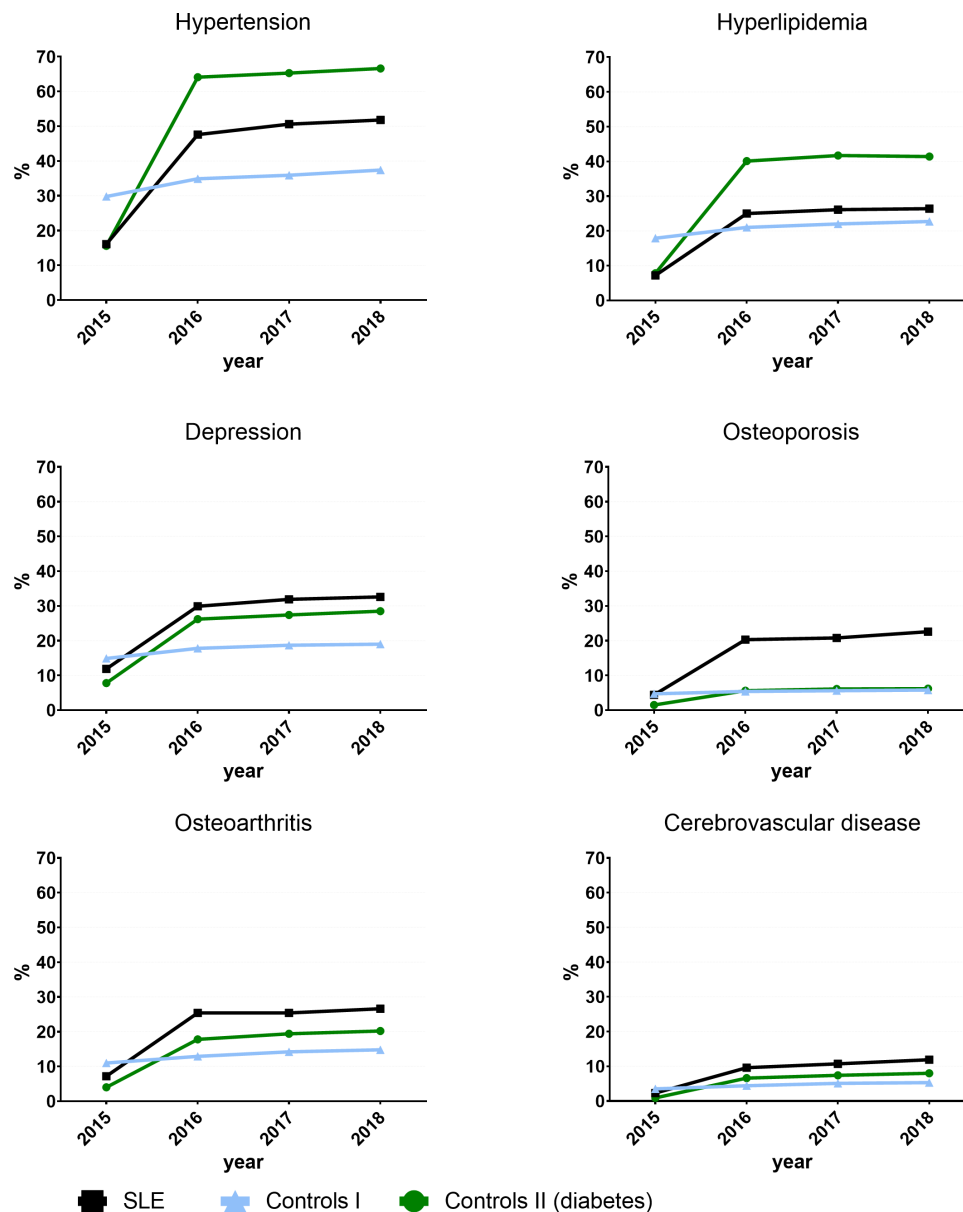 Hypertension
70
60
50
40
30
20
10
0
%
2015 2016 2017 2018
year
Hyperlipidemia
70
60
50
40
30
20
10
0
%
2015 2016 2017 2018
year
Depression
70
60
50
40
30
20
10
0
%
2015 2016 2017 2018
year
Osteoporosis
70
60
50
40
30
20
10
0
%
2015 2016 2017 2018
year
Osteoarthritis
70
60
50
40
30
20
10
0
%
2015 2016 2017 2018
year
Cerebrovascular disease
70
60
50
40
30
20
10
0
%
2015 2016 2017 2018
year
SLE Controls I Controls II (diabetes)